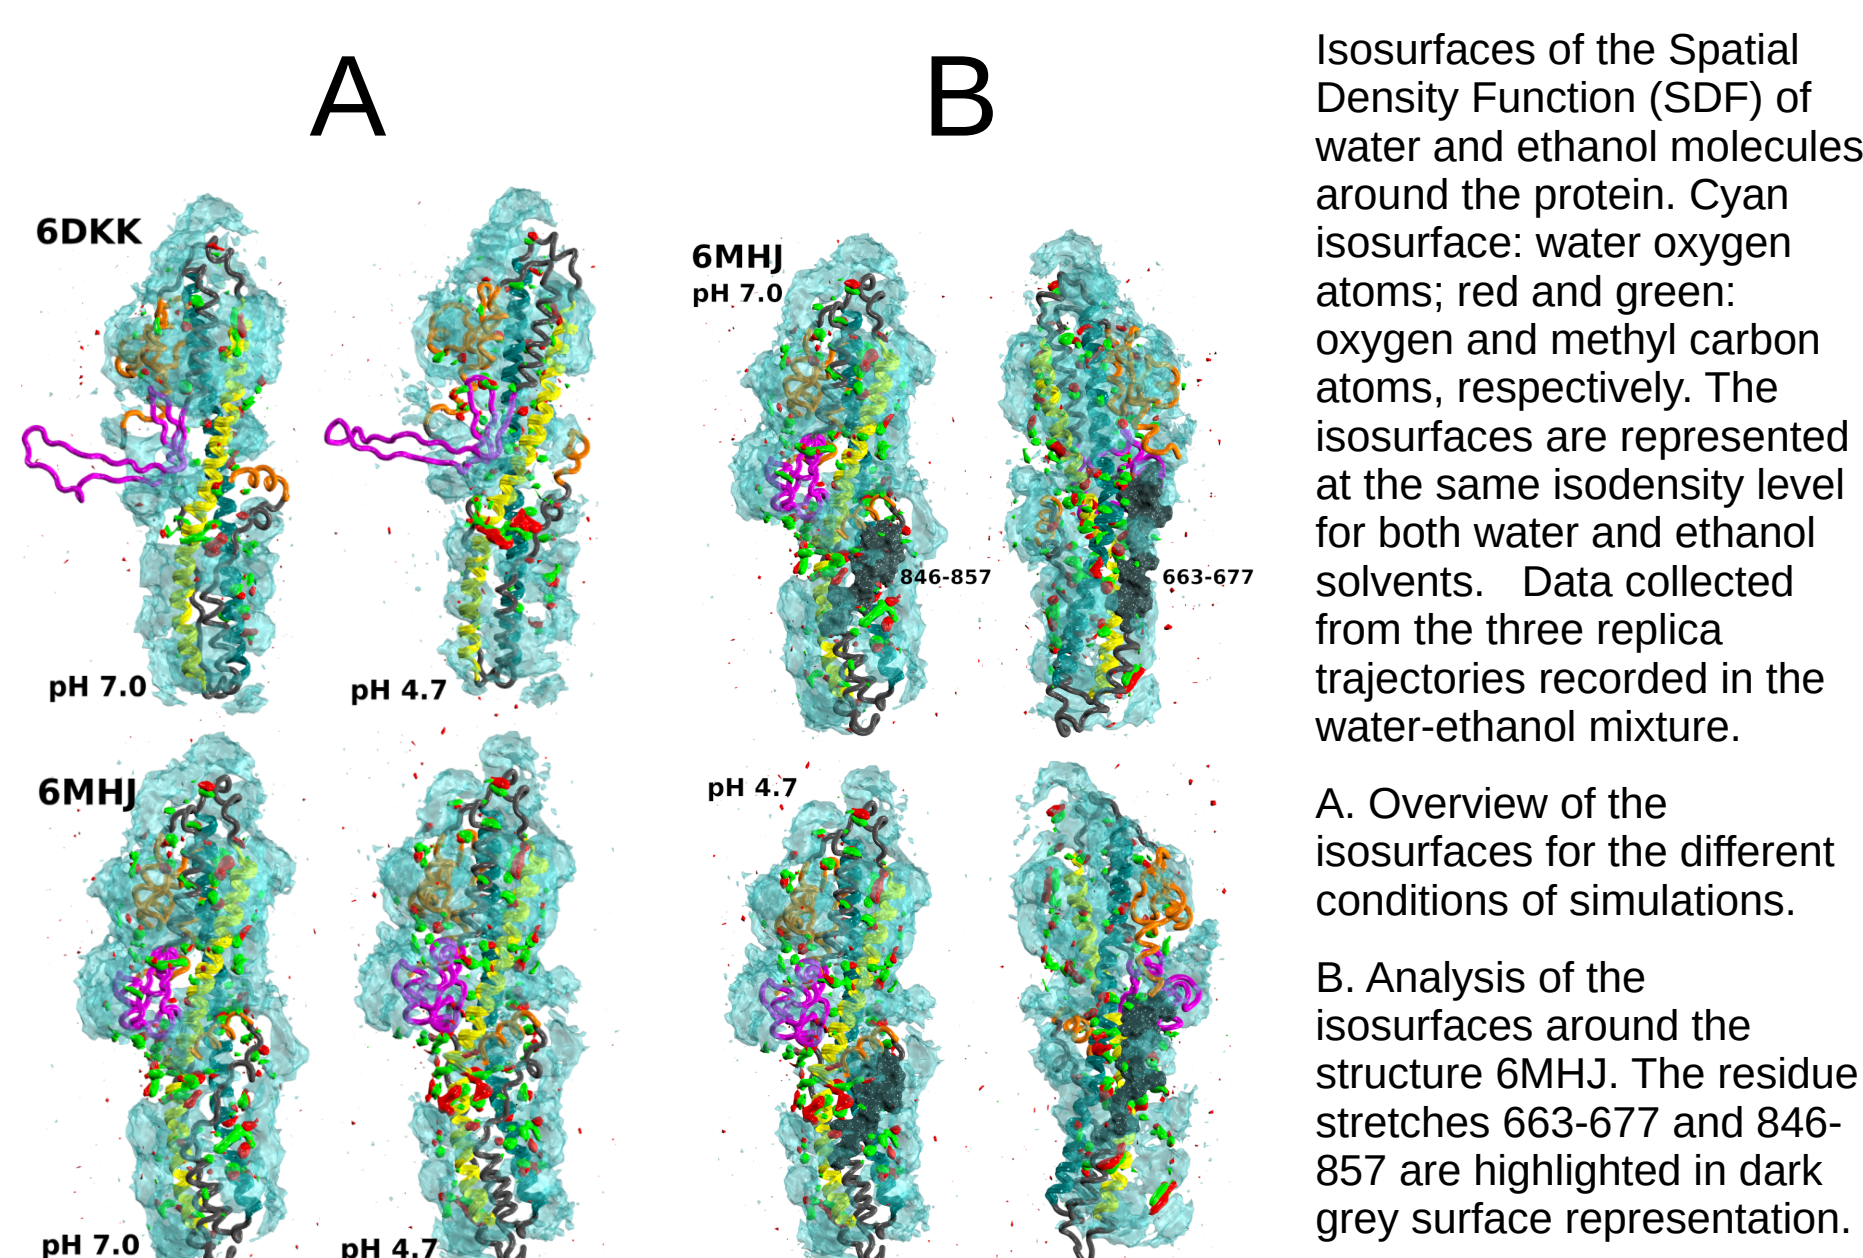 A
B
6DKK
pH 7.0
pH 4.7
6MHJ
pH 7.0
pH 4.7
6MHJ
pH 7.0
846-857
663-677
pH 4.7
Isosurfaces of the Spatial
Density Function (SDF) of
water and ethanol molecules
around the protein. Cyan
isosurface: water oxygen
atoms; red and green:
oxygen and methyl carbon
atoms, respectively. The
isosurfaces are represented
at the same isodensity level
for both water and ethanol
solvents.   Data collected
from the three replica
trajectories recorded in the
water-ethanol mixture.
A. Overview of the
isosurfaces for the different
conditions of simulations.
B. Analysis of the
isosurfaces around the
structure 6MHJ. The residue
stretches 663-677 and 846-
857 are highlighted in dark
grey surface representation.